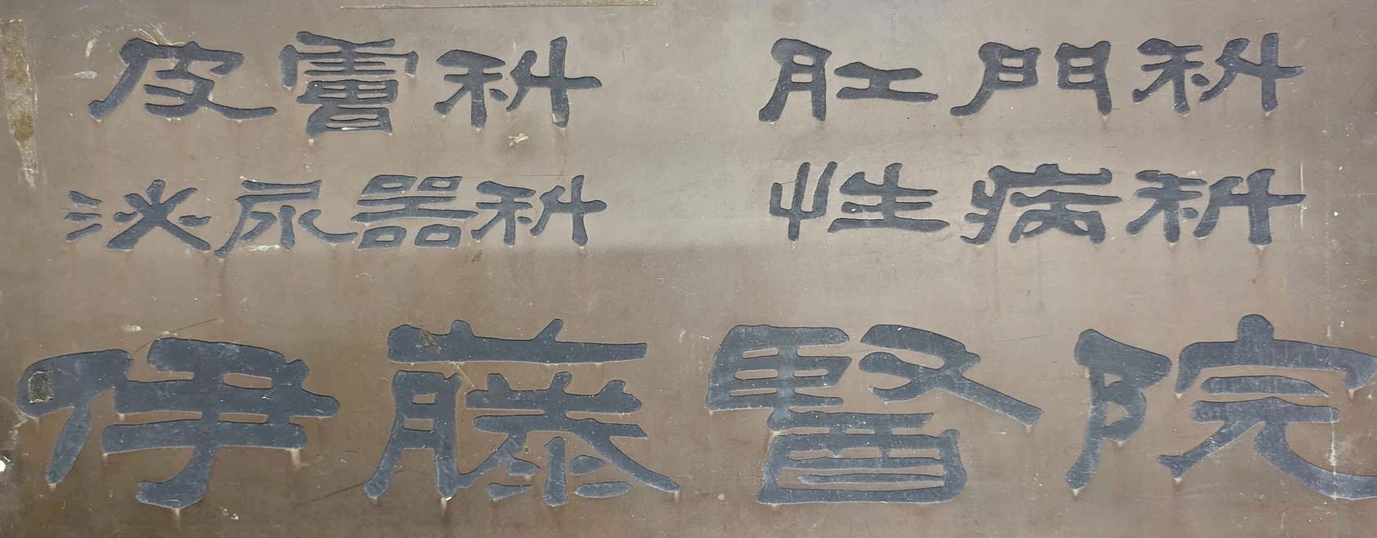 皮膚科 肛門科
泌尿器科 性病科
伊藤醫院